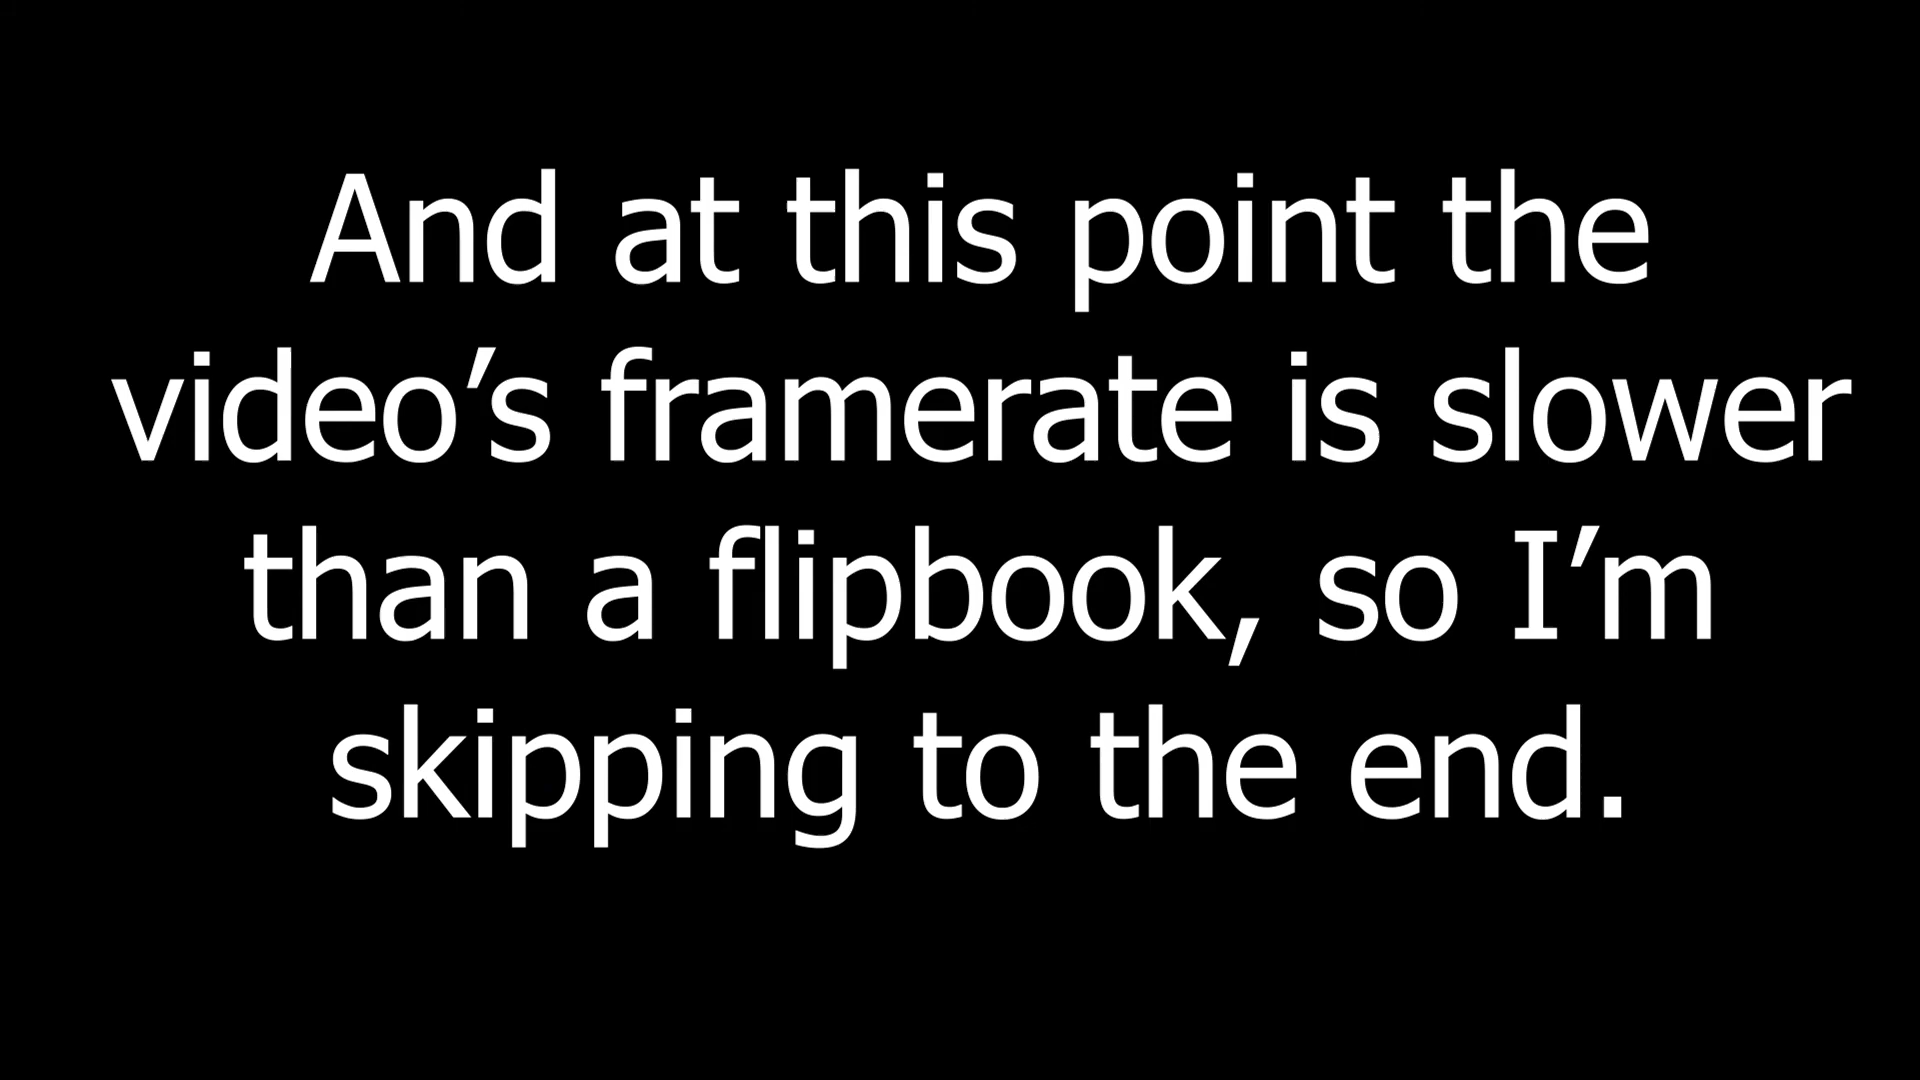 And at this point the
video’s framerate is slower
than a flipbook, so I’m
skipping to the end.